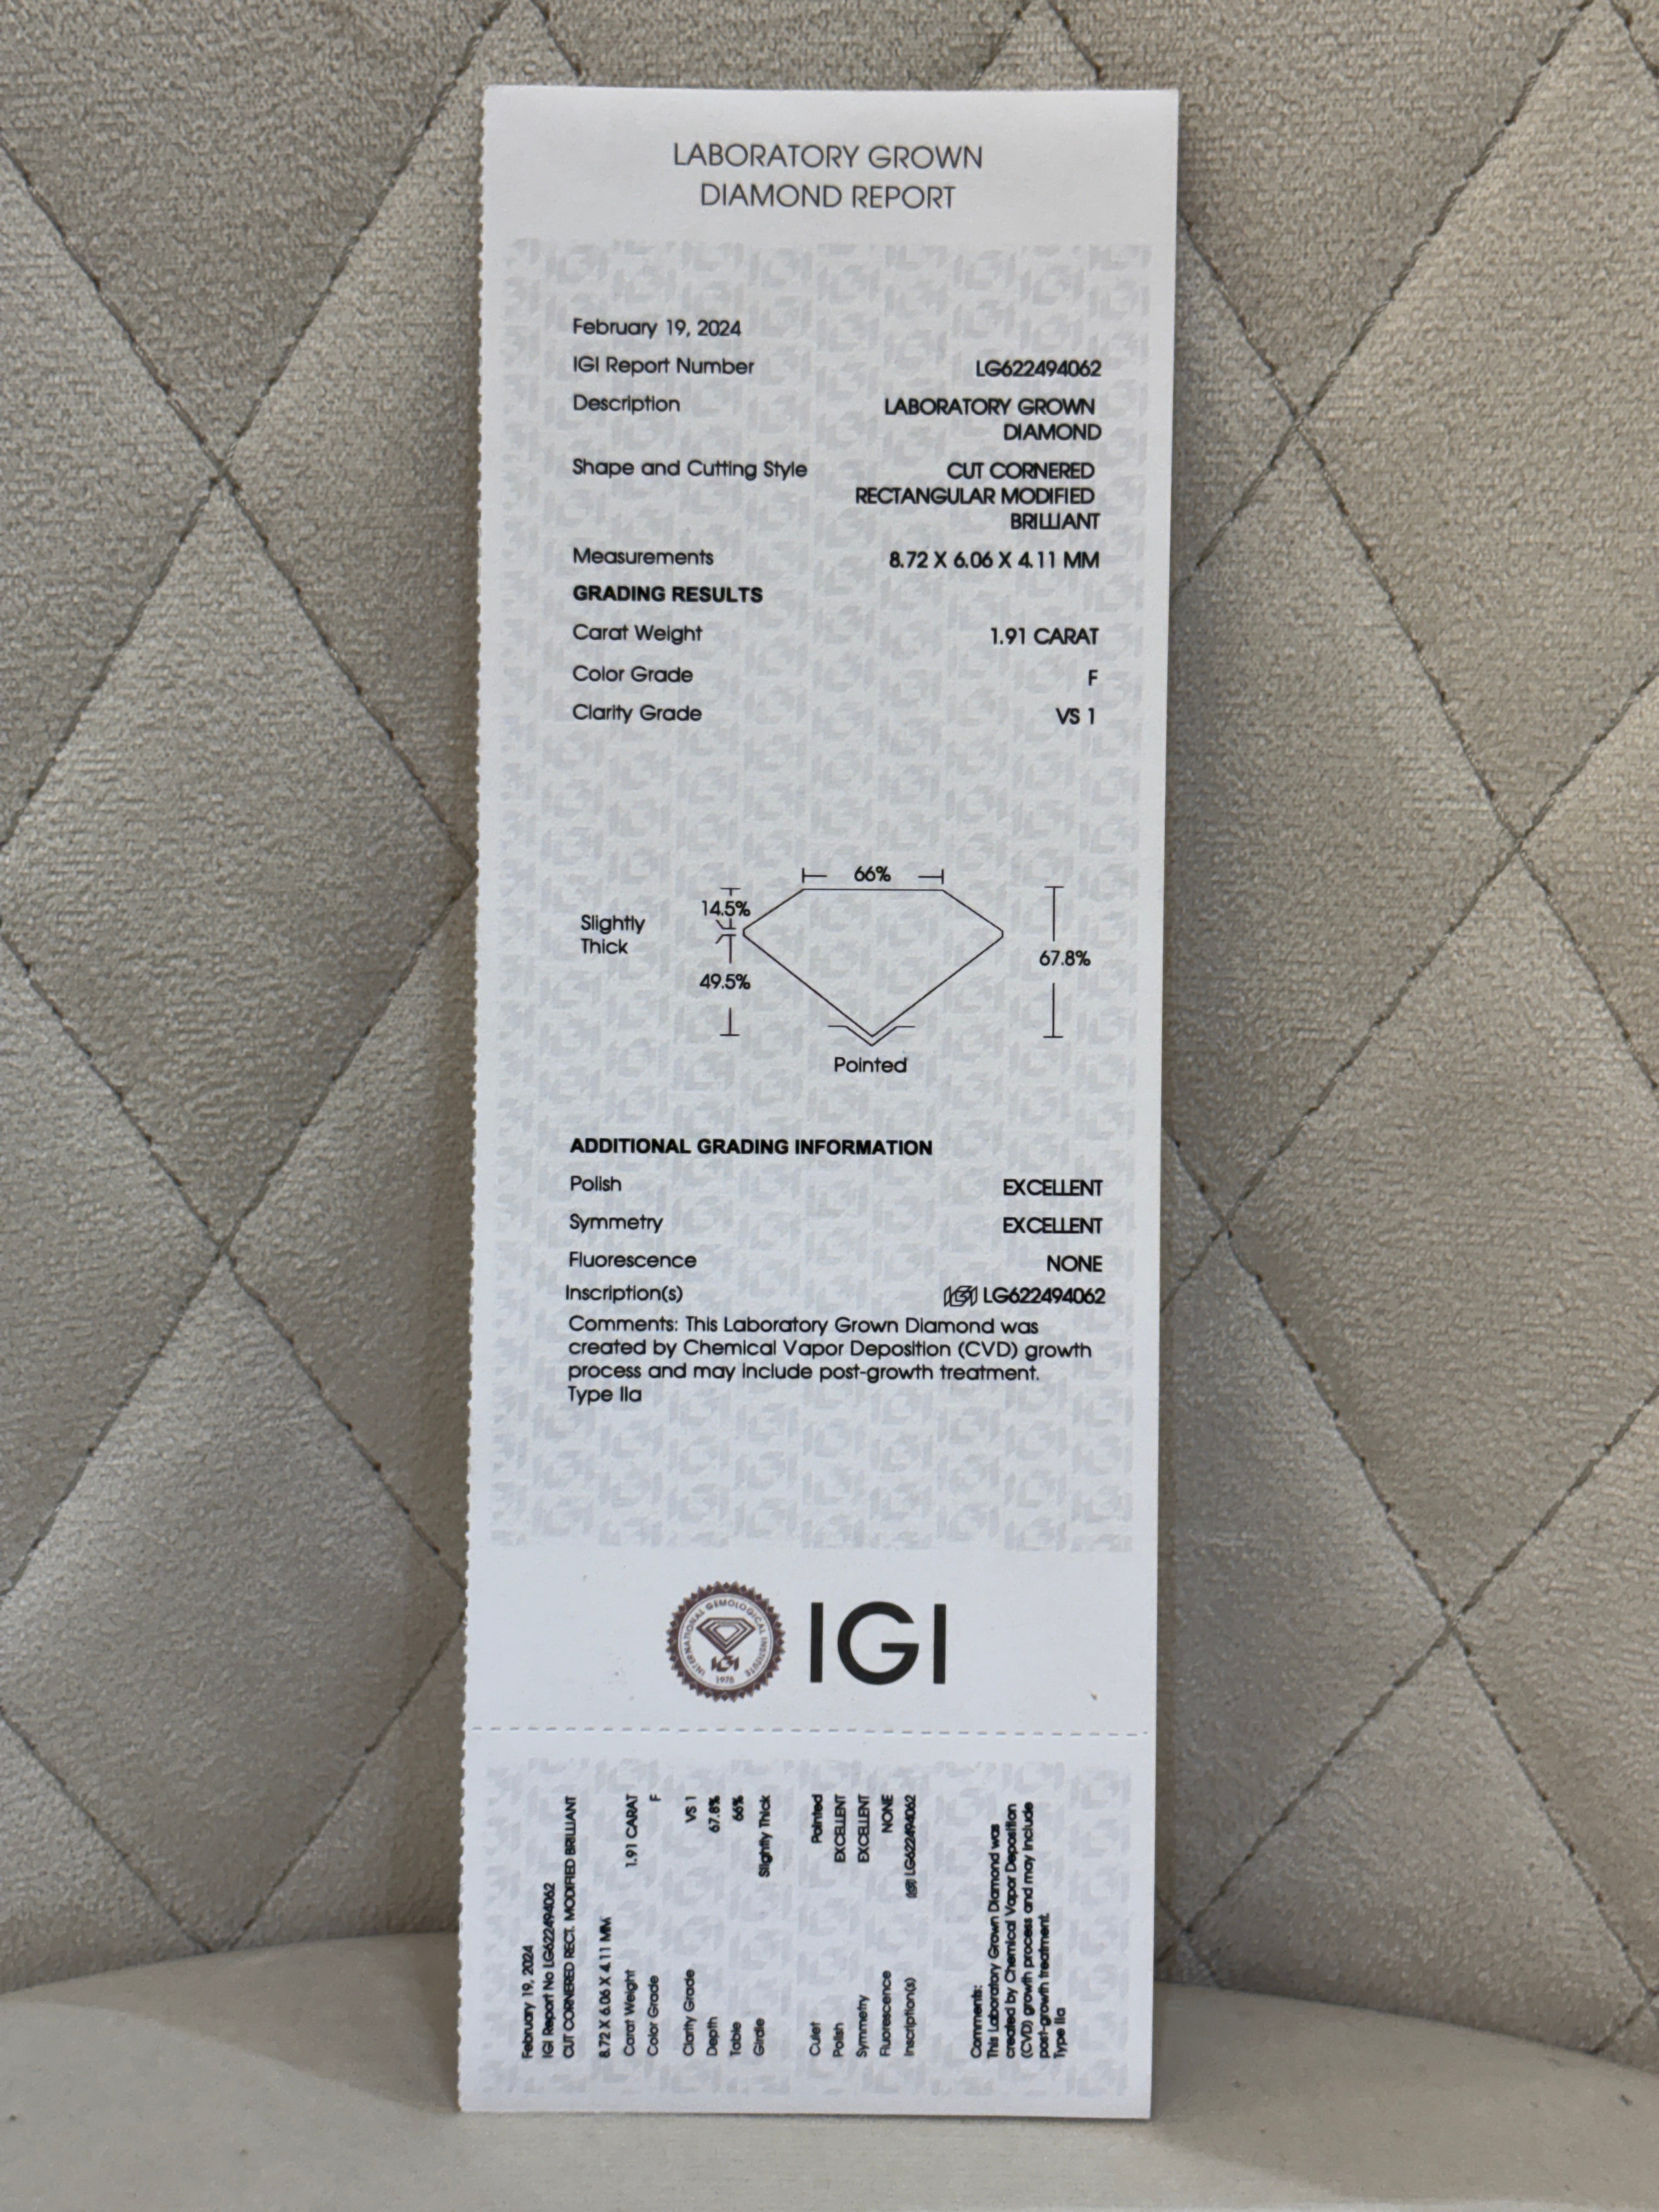 LABORATORY GROWN
DIAMOND REPORT
February 19, 2024
IGI Report Number LG622494062
Description LABORATORY GROWN
DIAMOND
Shape and Cutting Style CUT CORNERED
RECTANGULAR MODIFIED
BRILLIANT
Measurements 8.72 X 6.06 X 4.11 MM
GRADING RESULTS
Carat Weight 1.91 CARAT
Color Grade F
Clarity Grade VS 1
66%
14.5%
Slightly
Thick
67.8%
49.5%
Pointed
ADDITIONAL GRADING INFORMATION
Polish EXCELLENT
Symmetry EXCELLENT
Fluorescence NONE
Inscription(s) IGI LG622494062
Comments: This Laboratory Grown Diamond was
created by Chemical Vapor Deposition (CVD) growth
process and may include post-growth treatment.
Type IIa
INTERNATIONAL GEMOLOGICAL INSTITUTE
IGI
1975
IGI
February 19, 2024
IGI Report No LG622494062
CUT CORNERED RECT. MODIFIED BRILLIANT
8.72 X 6.06 X 4.11 MM
Carat Weight 1.91 CARAT
Color Grade F
Clarity Grade VS 1
Depth 67.8%
Table 66%
Girdle Slightly Thick
Culet Pointed
Polish EXCELLENT
Symmetry EXCELLENT
Fluorescence NONE
Inscription(s) IGI LG622494062
Comments:
This Laboratory Grown Diamond was
created by Chemical Vapor Deposition
(CVD) growth process and may include
post-growth treatment.
Type IIa